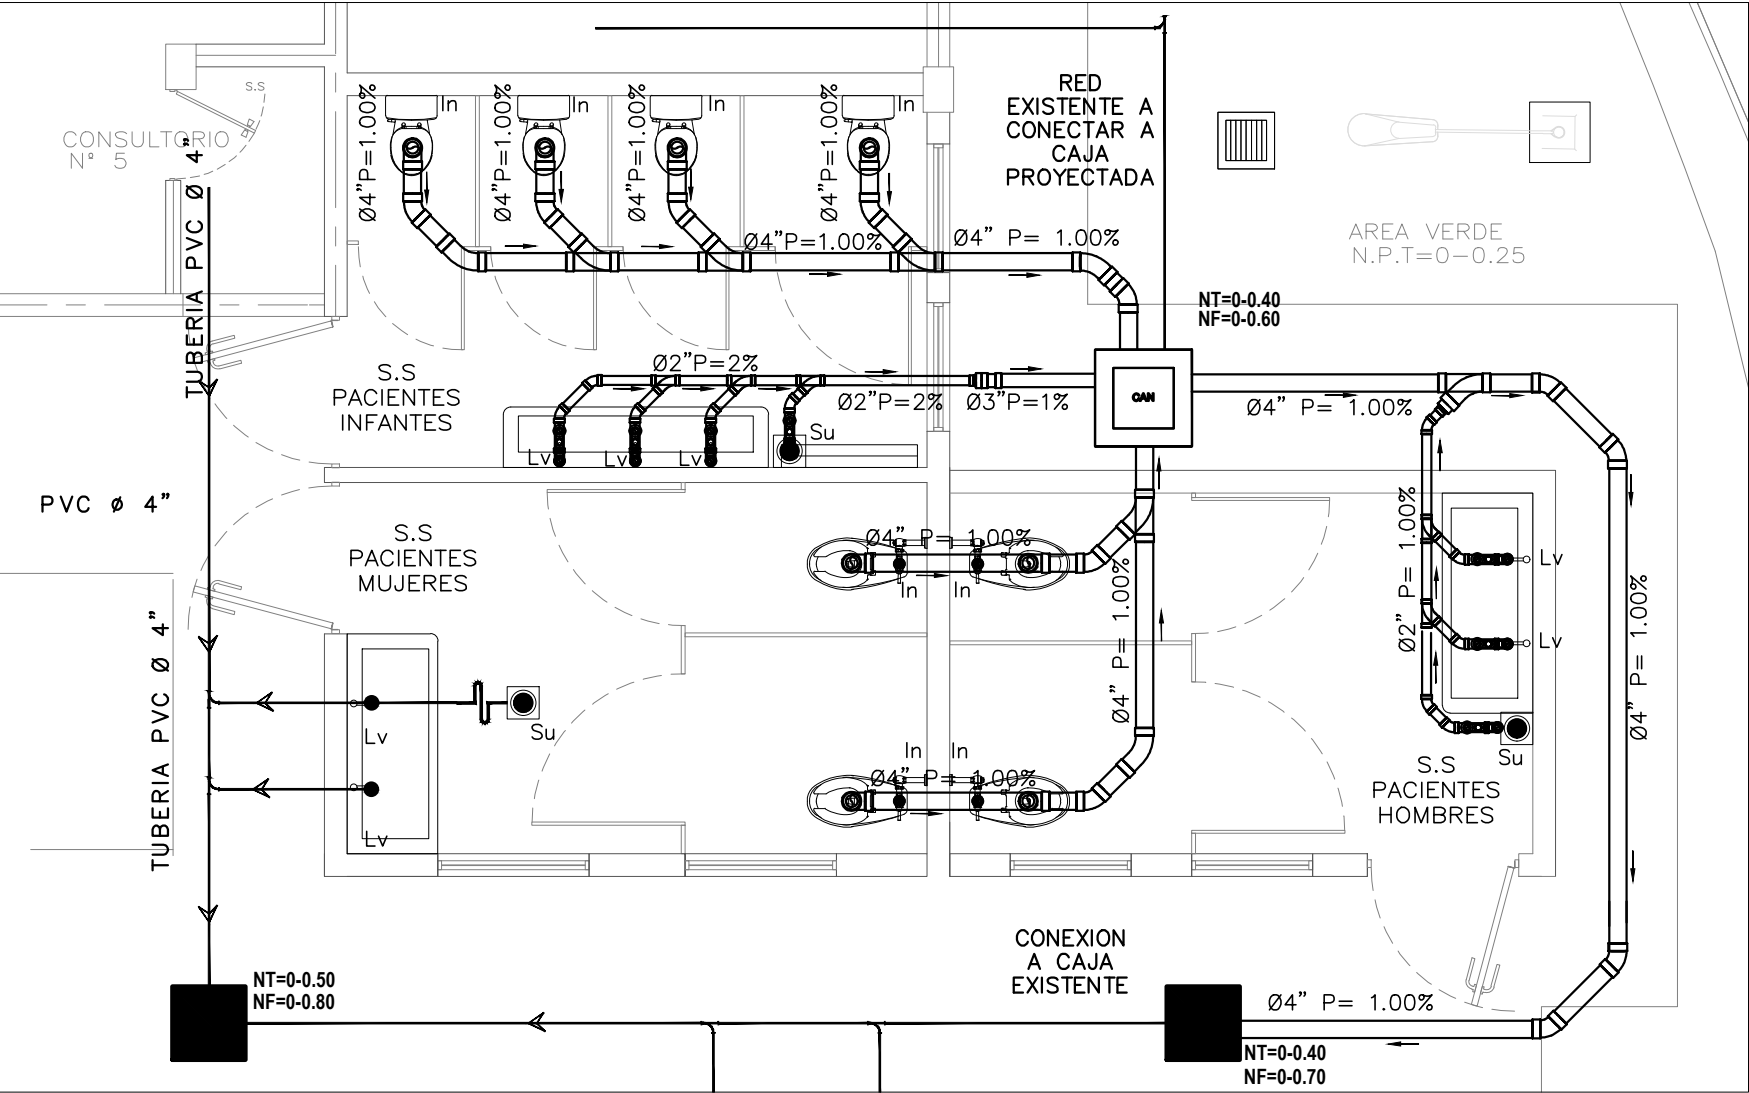 RED
EXISTENTE A
CONECTAR A
CAJA
PROYECTADA
s.s
CONSULTORIO
N° 5
TUBERIA PVC Ø 4"
Ø4"P=1.00%
In
Ø4"P=1.00%
In
Ø4"P=1.00%
In
Ø4"P=1.00%
In
Ø4"P=1.00%
Ø4" P= 1.00%
AREA VERDE
N.P.T=0-0.25
NT=0-0.40
NF=0-0.60
S.S
PACIENTES
INFANTES
Ø2"P=2%
Ø2"P=2%
Ø3"P=1%
CAN
Ø4" P= 1.00%
Su
Lv
Lv
Lv
PVC ø 4"
S.S
PACIENTES
MUJERES
Ø4" P= 1.00%
In
In
Ø4" P= 1.00%
Ø2" P= 1.00%
Lv
Lv
Su
Ø4" P= 1.00%
TUBERIA PVC Ø 4"
Lv
Su
Lv
In
In
Ø4" P= 1.00%
S.S
PACIENTES
HOMBRES
CONEXION
A CAJA
EXISTENTE
NT=0-0.50
NF=0-0.80
Ø4" P= 1.00%
NT=0-0.40
NF=0-0.70